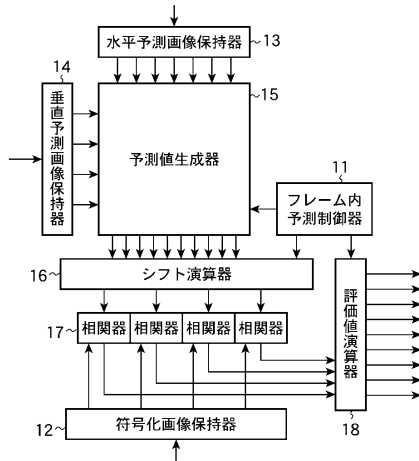 水平予測画像保持器
13
14
垂直予測画像保持器
15
予測値生成器
11
フレーム内
予測制御器
16
シフト演算器
17
相関器
相関器
相関器
相関器
評価値演算器
18
12
符号化画像保持器